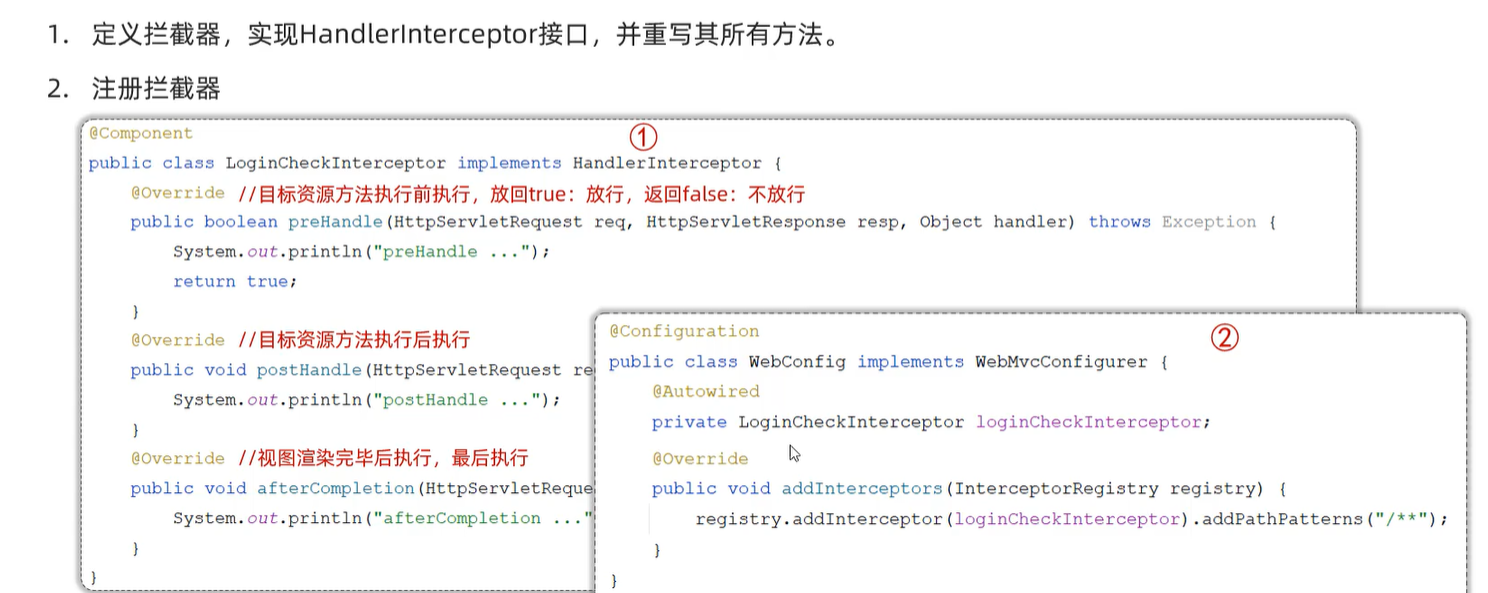 1. 定义拦截器，实现HandlerInterceptor接口，并重写其所有方法。
2. 注册拦截器
①
@Component
public class LoginCheckInterceptor implements HandlerInterceptor {
@Override //目标资源方法执行前执行，放回true：放行，返回false：不放行
public boolean preHandle(HttpServletRequest req, HttpServletResponse resp, Object handler) throws Exception {
System.out.println("preHandle ...");
return true;
}
@Override //目标资源方法执行后执行
public void postHandle(HttpServletRequest re
System.out.println("postHandle ...");
}
@Override //视图渲染完毕后执行，最后执行
public void afterCompletion(HttpServletReque
System.out.println("afterCompletion ..."
}
}
②
@Configuration
public class WebConfig implements WebMvcConfigurer {
@Autowired
private LoginCheckInterceptor loginCheckInterceptor;
@Override
public void addInterceptors(InterceptorRegistry registry) {
registry.addInterceptor(loginCheckInterceptor).addPathPatterns("/**");
}
}